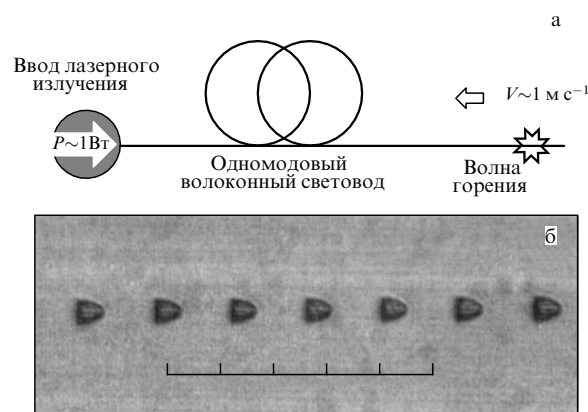 а
Ввод лазерного
излучения
V~1 м с⁻¹
P~1Вт
Одномодовый
волоконный световод
Волна
горения
б